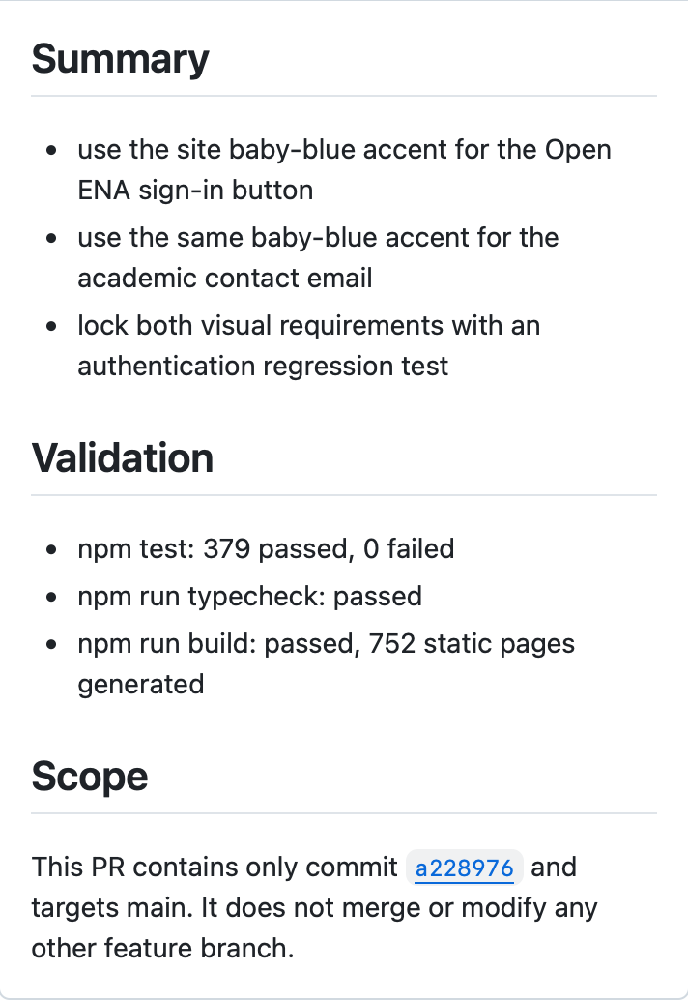 Summary
use the site baby-blue accent for the Open
ENA sign-in button
use the same baby-blue accent for the
academic contact email
lock both visual requirements with an
authentication regression test
Validation
npm test: 379 passed, 0 failed
npm run typecheck: passed
npm run build: passed, 752 static pages
generated
Scope
This PR contains only commit a228976 and
targets main. It does not merge or modify any
other feature branch.